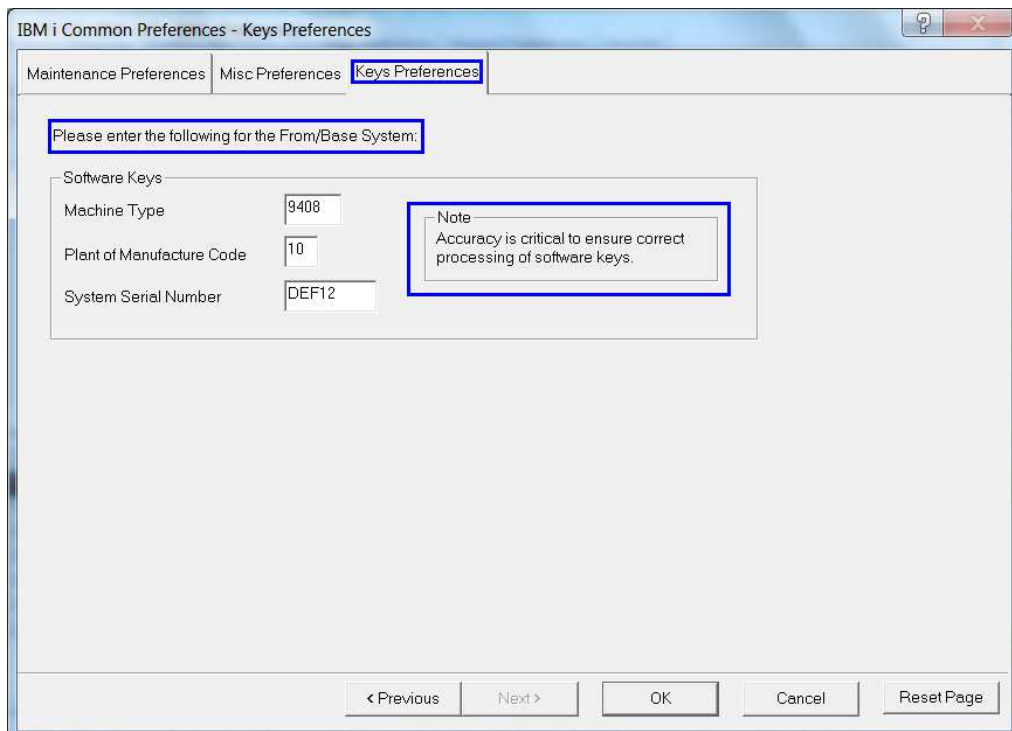 IBM i Common Preferences - Keys Preferences
Maintenance Preferences Misc Preferences Keys Preferences
Please enter the following for the From/Base System:
Software Keys
Machine Type 9408
Plant of Manufacture Code 10
System Serial Number DEF12
Note
Accuracy is critical to ensure correct
processing of software keys.
< Previous Next > OK Cancel Reset Page